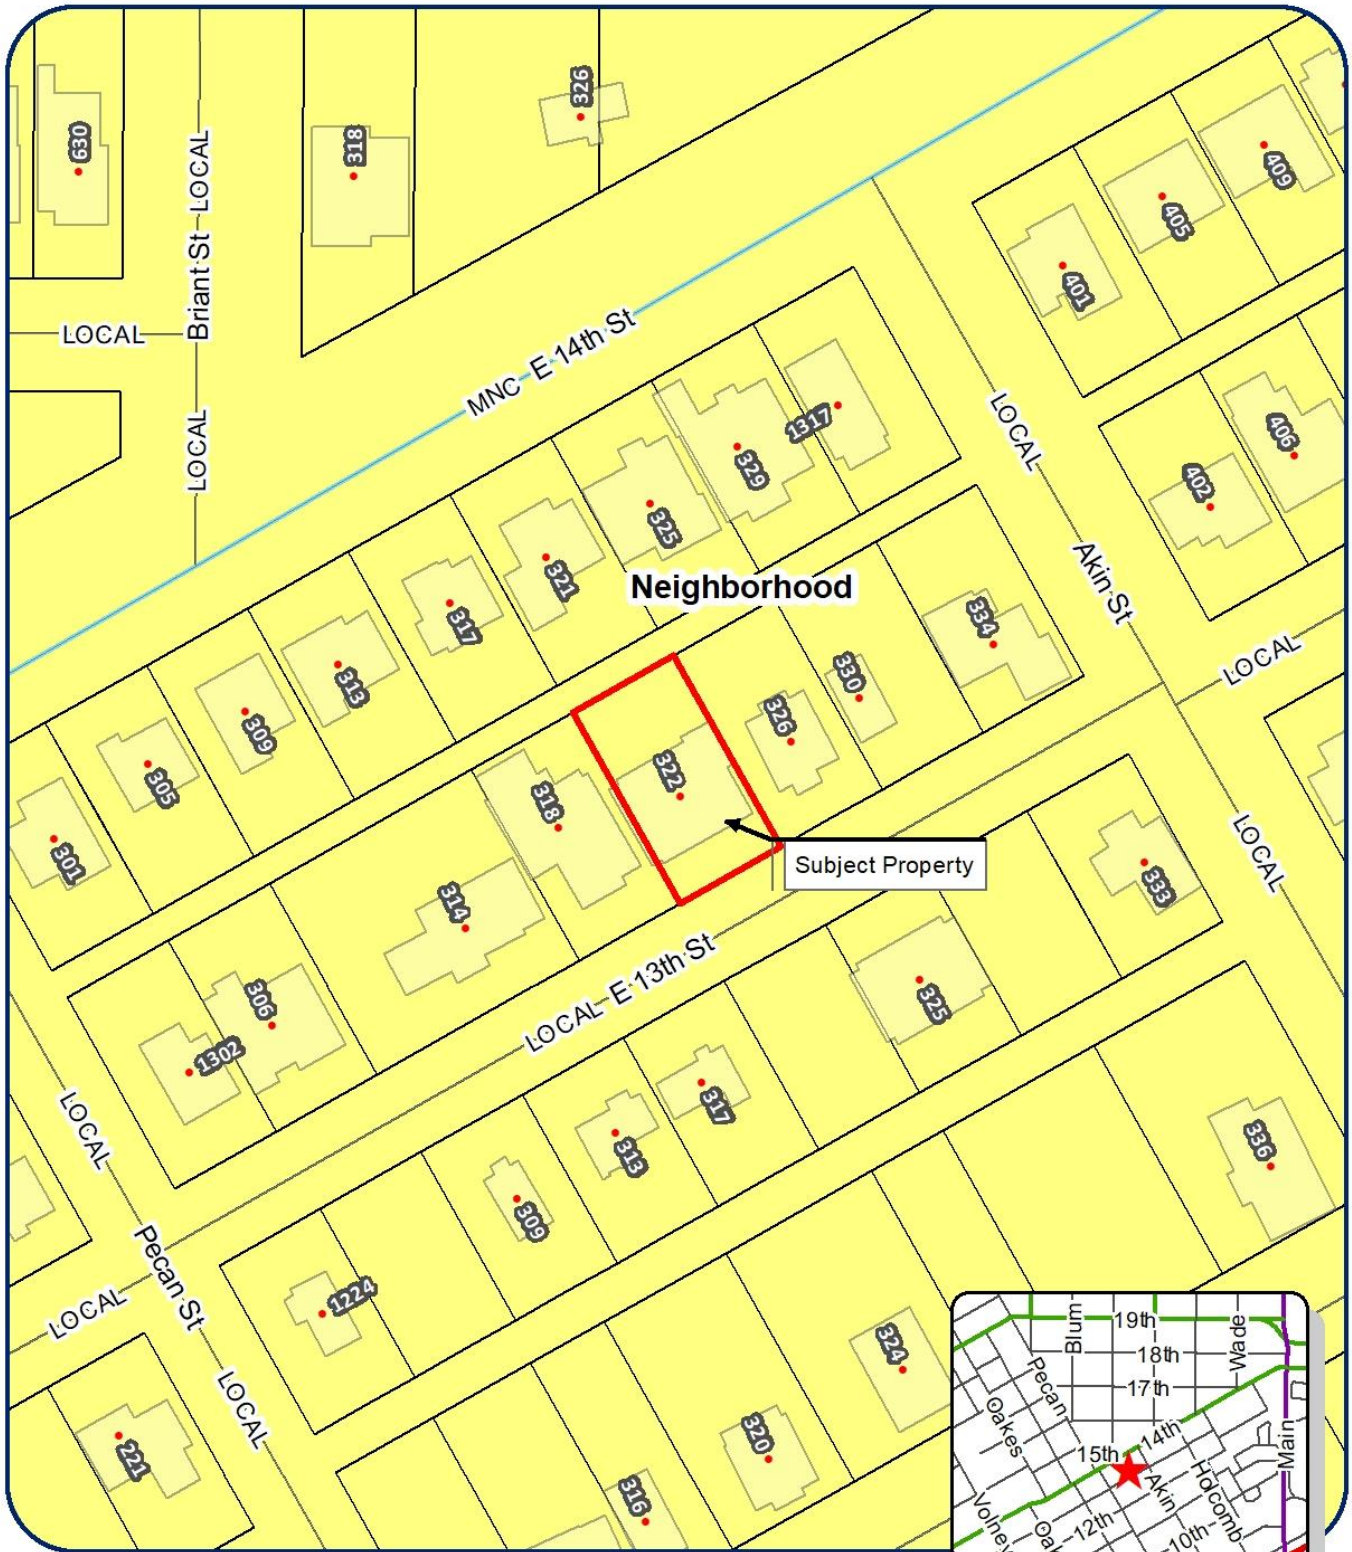 630
Briant St
LOCAL
318
326
LOCAL
LOCAL
MNC
E 14th St
409
405
401
LOCAL
406
402
Akin St
LOCAL
1317
329
325
321
317
313
309
305
301
Neighborhood
334
330
326
322
318
314
306
1302
Subject Property
LOCAL
E 13th St
LOCAL
333
325
317
313
309
1224
LOCAL
Pecan St
LOCAL
LOCAL
221
336
324
320
316
Blum
19th
Wade
18th
17th
Pecan
Oakes
14th
15th
Main
Akin
Holcomb
12th
10th